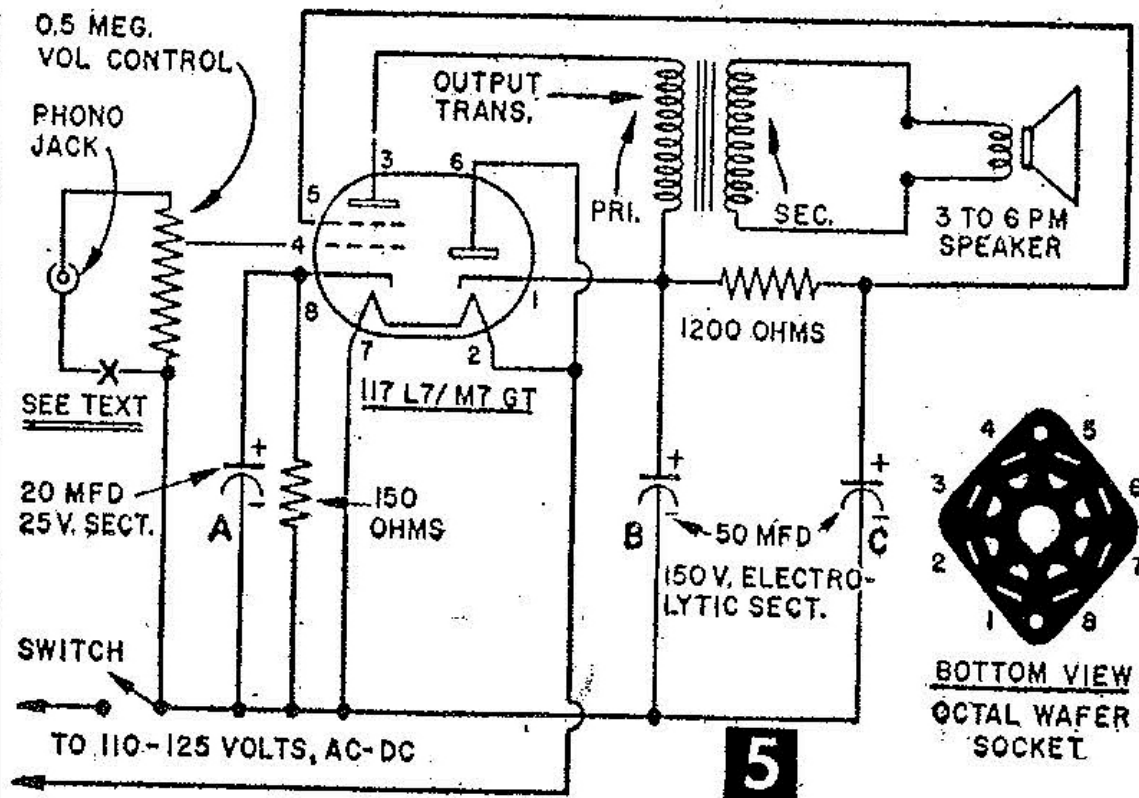 0.5 MEG.
VOL CONTROL
PHONO
JACK
OUTPUT
TRANS.
PRI.
SEC.
3 TO 6 PM
SPEAKER
3
6
5
4
8
1
7
2
117 L7/M7 GT
1200 OHMS
X
SEE TEXT
20 MFD
25 V. SECT.
+
-
A
150
OHMS
+
-
B
50 MFD
150 V. ELECTRO-
LYTIC SECT.
+
-
C
4
5
3
6
2
7
1
8
BOTTOM VIEW
OCTAL WAFER
SOCKET
SWITCH
TO 110-125 VOLTS, AC-DC
5